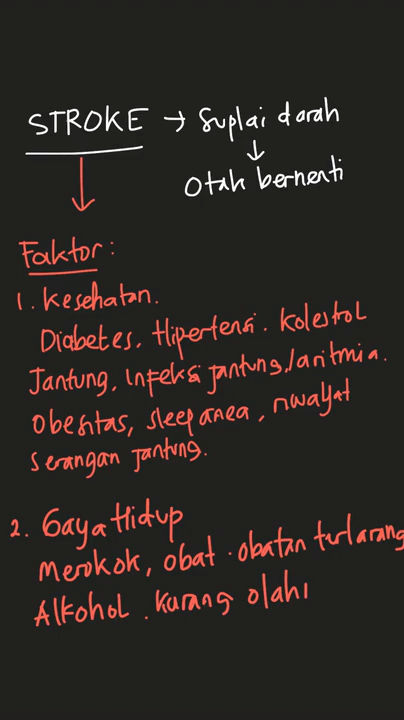 STROKE → Suplai darah
↓
Otak berhenti
↓
Faktor :
1. Kesehatan.
Diabetes, Hipertensi. Kolestrol
Jantung, Infeksi jantung/aritmia.
Obesitas, sleep anea, riwayat
serangan jantung.
2. Gaya Hidup
Merokok, obat-obatan terlarang
Alkohol. Kurang olahr